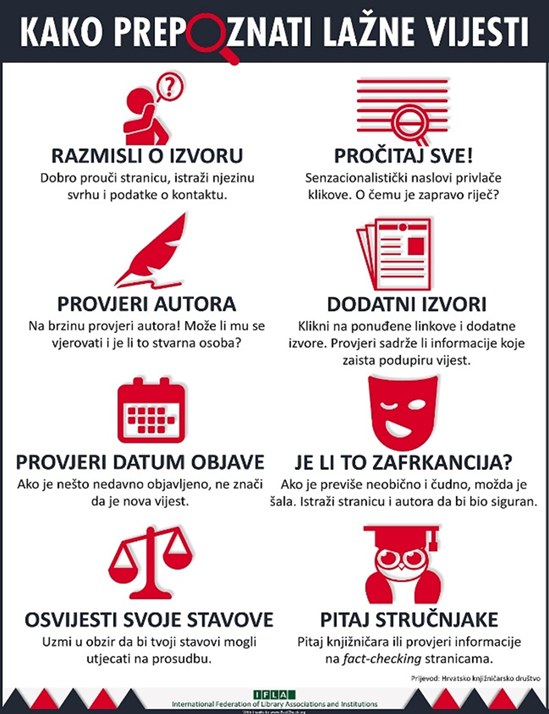 KAKO PREPOZNATI LAŽNE VIJESTI
?
RAZMISLI O IZVORU
Dobro prouči stranicu, istraži njezinu
svrhu i podatke o kontaktu.
PROČITAJ SVE!
Senzacionalistički naslovi privlače
klikove. O čemu je zapravo riječ?
PROVJERI AUTORA
Na brzinu provjeri autora! Može li mu se
vjerovati i je li to stvarna osoba?
DODATNI IZVORI
Klikni na ponuđene linkove i dodatne
izvore. Provjeri sadrže li informacije koje
zaista podupiru vijest.
PROVJERI DATUM OBJAVE
Ako je nešto nedavno objavljeno, ne znači
da je nova vijest.
JE LI TO ZAFRKANCIJA?
Ako je previše neobično i čudno, možda je
šala. Istraži stranicu i autora da bi bio siguran.
OSVIJESTI SVOJE STAVOVE
Uzmi u obzir da bi tvoji stavovi mogli
utjecati na prosudbu.
PITAJ STRUČNJAKE
Pitaj knjižničara ili provjeri informacije
na fact-checking stranicama.
Prijevod: Hrvatsko knjižničarsko društvo
IFLA
International Federation of Library Associations and Institutions